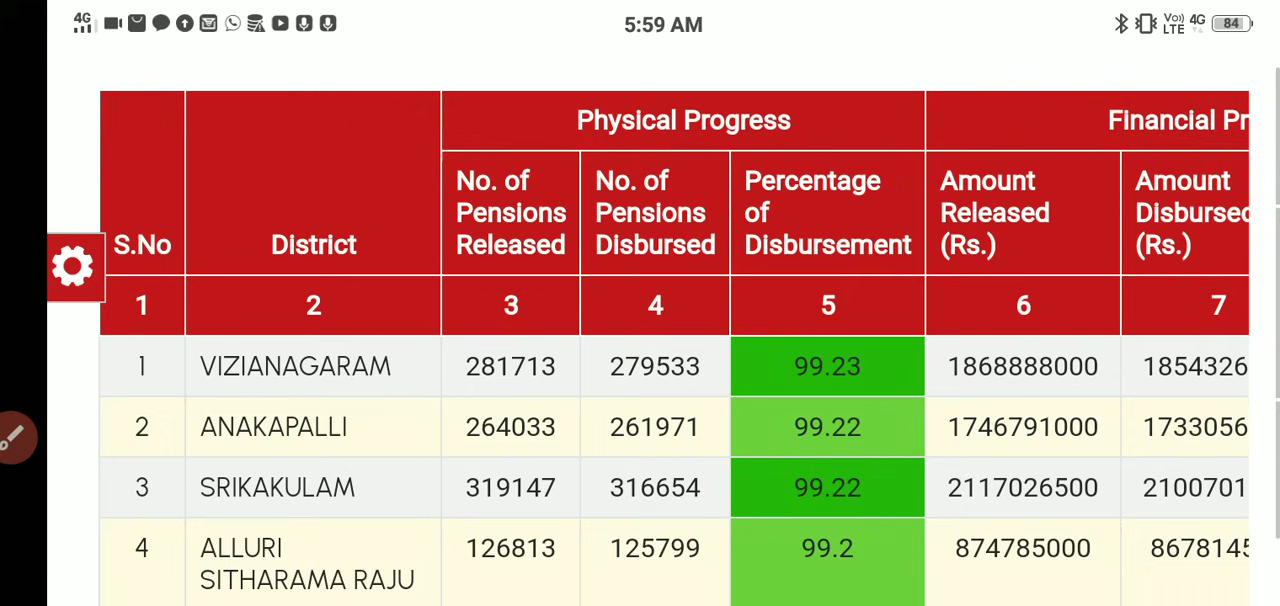 4G 5:59 AM Vo)) LTE 4G 84
Physical Progress Financial Pr
S.No District No. of Pensions Released No. of Pensions Disbursed Percentage of Disbursement Amount Released (Rs.) Amount Disbursed (Rs.)
1 2 3 4 5 6 7
1 VIZIANAGARAM 281713 279533 99.23 1868888000 1854326
2 ANAKAPALLI 264033 261971 99.22 1746791000 1733056
3 SRIKAKULAM 319147 316654 99.22 2117026500 2100701
4 ALLURI SITHARAMA RAJU 126813 125799 99.2 874785000 8678145